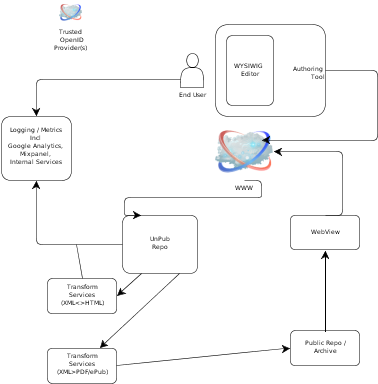 Trusted
OpenID
Provider(s)
WYSIWIG
Editor
Authoring
Tool
End User
Logging / Metrics
Ind
Google Analytics,
Mixpanel,
Internal Services
WWW
UnPub
Repo
WebView
Transform
Services
(XML<>HTML)
Public Repo /
Archive
Transform
Services
(XML>PDF/ePub)